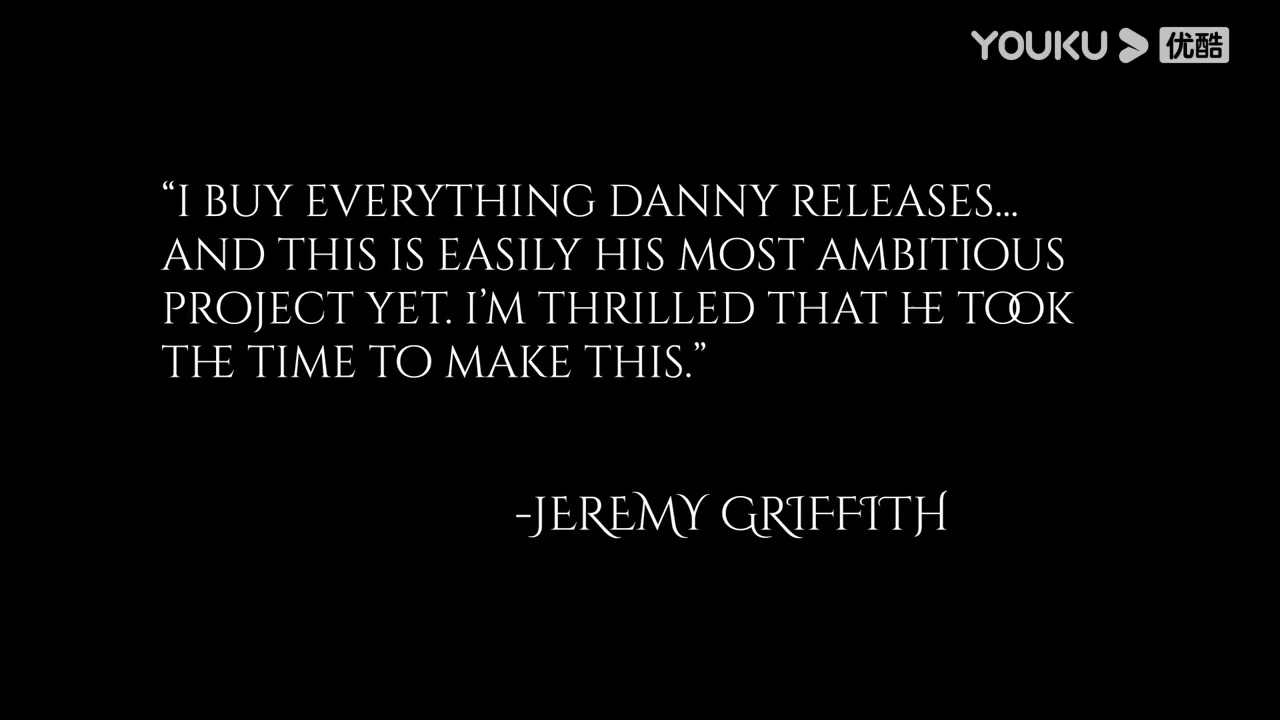 YOUKU 优酷
“I BUY EVERYTHING DANNY RELEASES...
AND THIS IS EASILY HIS MOST AMBITIOUS
PROJECT YET. I’M THRILLED THAT HE TOOK
THE TIME TO MAKE THIS.”
-JEREMY GRIFFITH